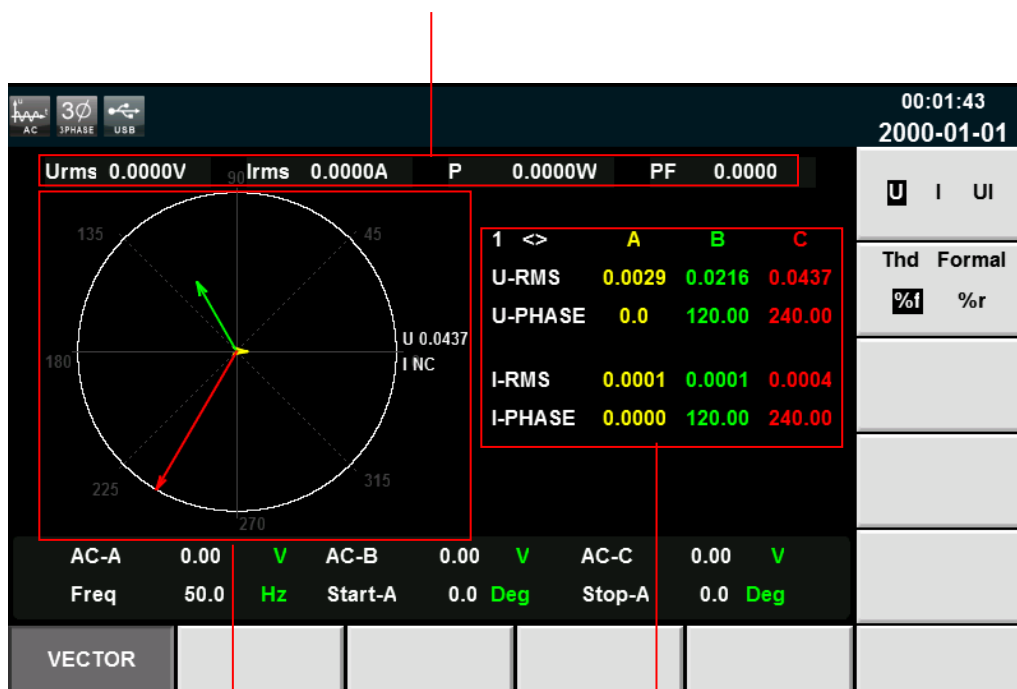 u
t
AC
3Ø
3PHASE
USB
00:01:43
2000-01-01
Urms 0.0000V Irms 0.0000A P 0.0000W PF 0.0000
U I UI
90
135
45
180
0
225
315
270
U 0.0437
I NC
1 <> A B C
U-RMS 0.0029 0.0216 0.0437
U-PHASE 0.0 120.00 240.00
I-RMS 0.0001 0.0001 0.0004
I-PHASE 0.0000 120.00 240.00
Thd Formal
%f %r
AC-A 0.00 V AC-B 0.00 V AC-C 0.00 V
Freq 50.0 Hz Start-A 0.0 Deg Stop-A 0.0 Deg
VECTOR